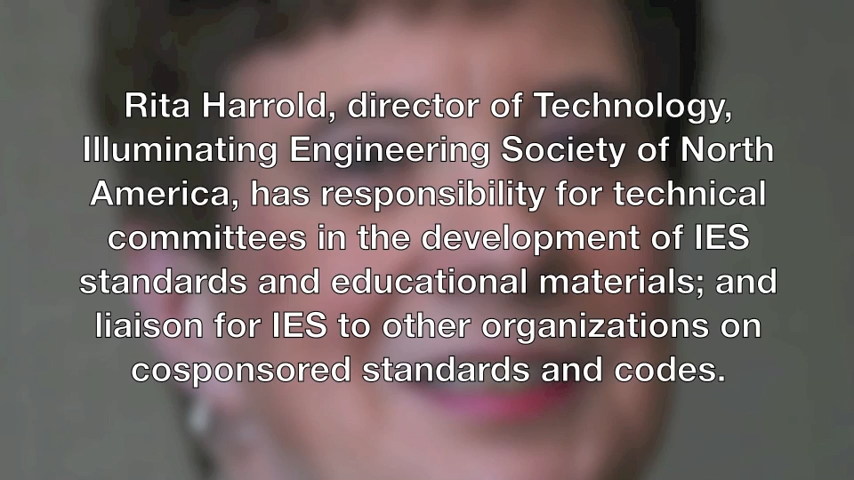 Rita Harrold, director of Technology,
Illuminating Engineering Society of North
America, has responsibility for technical
committees in the development of IES
standards and educational materials; and
liaison for IES to other organizations on
cosponsored standards and codes.